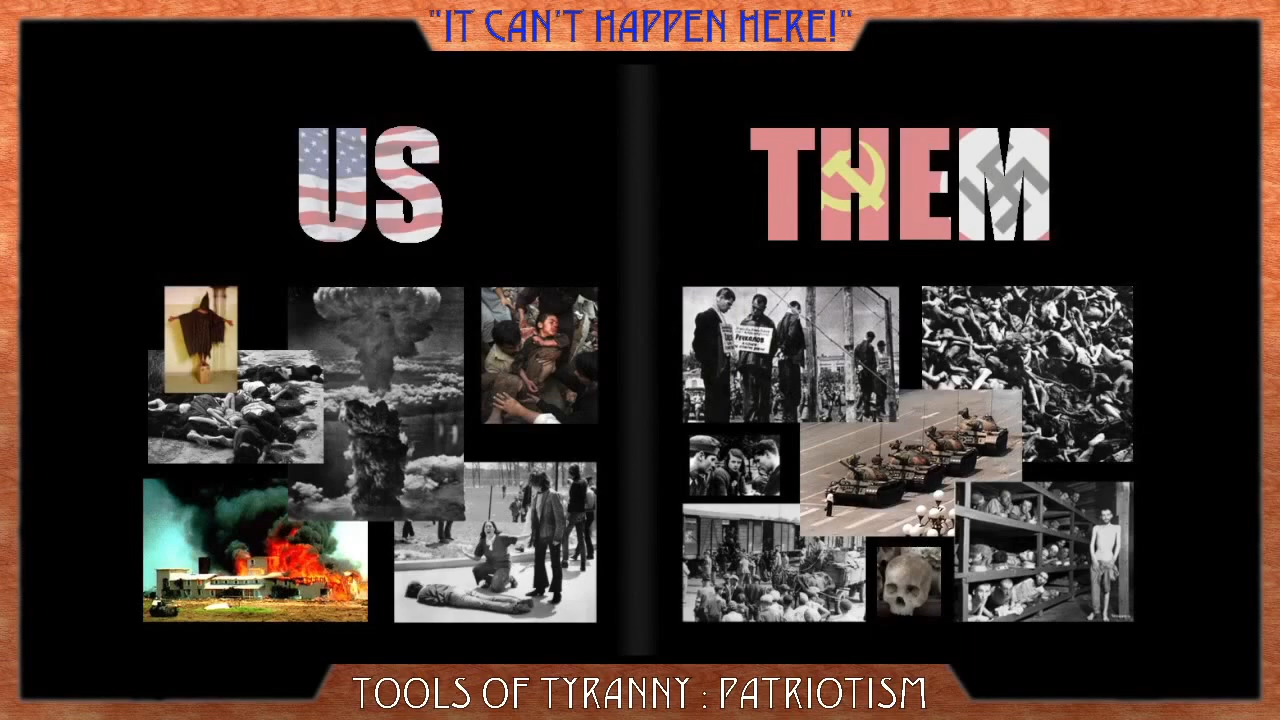 "IT CAN'T HAPPEN HERE!"
US
THEM
TOOLS OF TYRANNY : PATRIOTISM